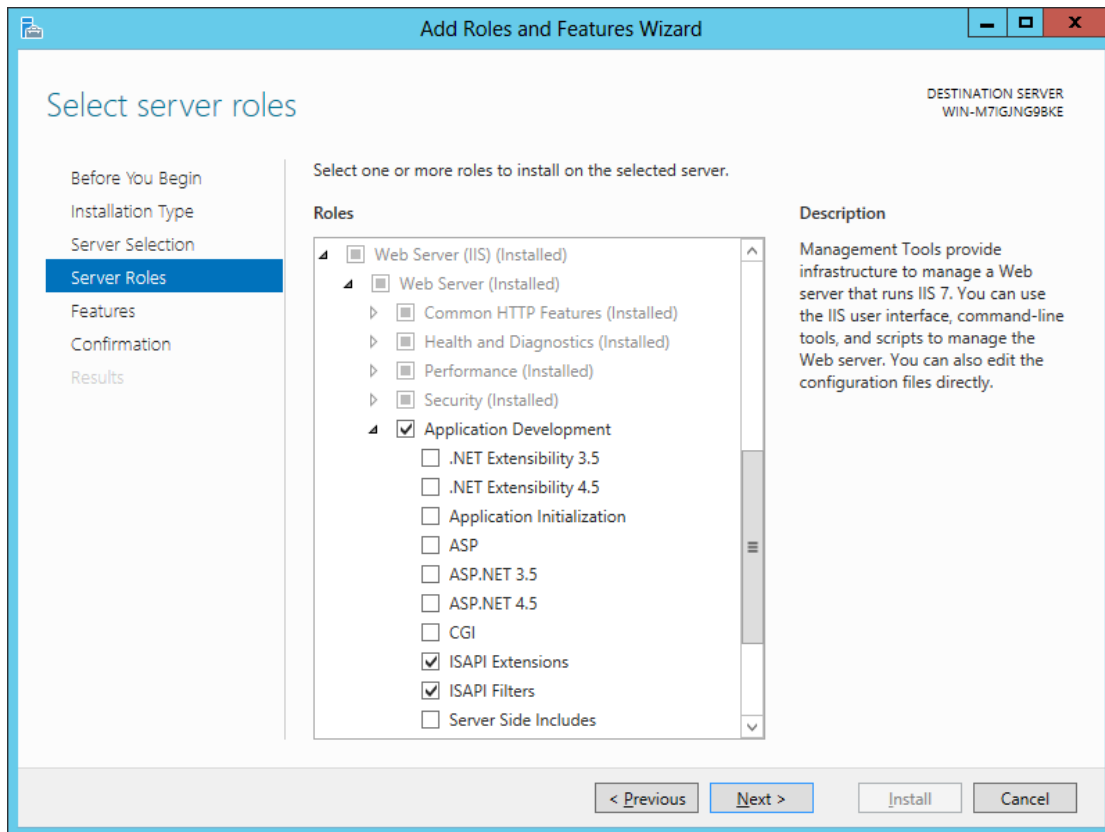 Add Roles and Features Wizard
Select server roles
DESTINATION SERVER
WIN-M7IGJNG9BKE
Before You Begin
Installation Type
Server Selection
Server Roles
Features
Confirmation
Results
Select one or more roles to install on the selected server.
Roles
Web Server (IIS) (Installed)
Web Server (Installed)
Common HTTP Features (Installed)
Health and Diagnostics (Installed)
Performance (Installed)
Security (Installed)
Application Development
.NET Extensibility 3.5
.NET Extensibility 4.5
Application Initialization
ASP
ASP.NET 3.5
ASP.NET 4.5
CGI
ISAPI Extensions
ISAPI Filters
Server Side Includes
Description
Management Tools provide
infrastructure to manage a Web
server that runs IIS 7. You can use
the IIS user interface, command-line
tools, and scripts to manage the
Web server. You can also edit the
configuration files directly.
< Previous
Next >
Install
Cancel